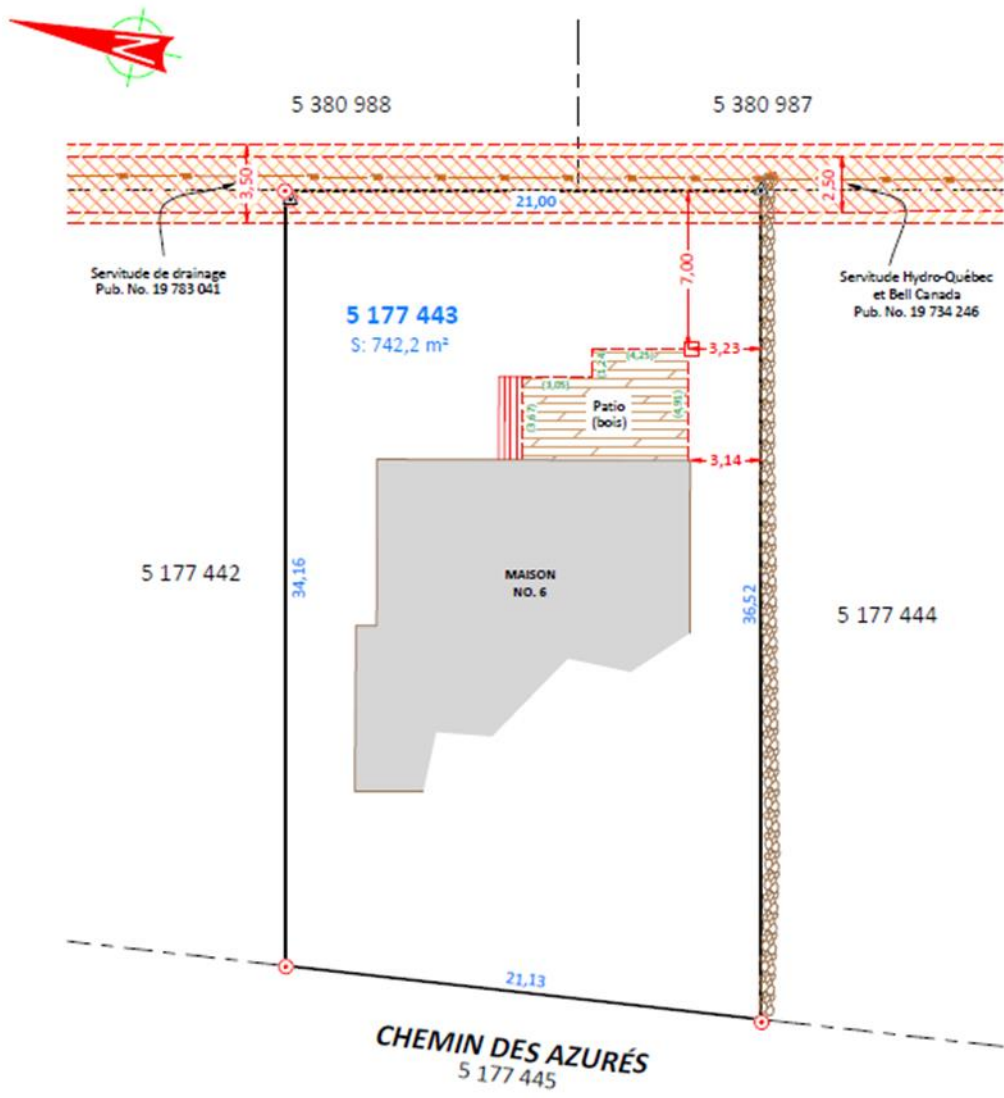 N
5 380 988
5 380 987
3,50
2,50
21,00
Servitude de drainage
Pub. No. 19 783 041
Servitude Hydro-Québec
et Bell Canada
Pub. No. 19 734 246
7,00
5 177 443
S: 742,2 m²
3,23
(1,24)
(4,25)
(3,05)
(3,67)
Patio
(bois)
(4,91)
3,14
5 177 442
34,16
MAISON
NO. 6
36,52
5 177 444
21,13
CHEMIN DES AZURÉS
5 177 445